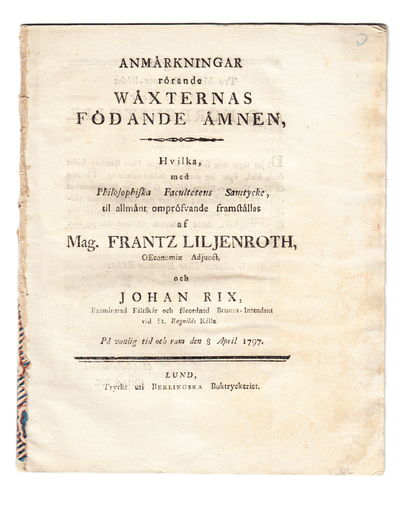 ANMÄRKNINGAR
rörande
WÄXTERNAS
FÖDANDE ÄMNEN,
Hvilka,
med
Philosophiska Facultetens Samtycke,
til allmänt ompröfvande framställas
af
Mag. FRANTZ LILJENROTH,
OEconomiæ Adjunct,
och
JOHAN RIX,
Examinerad Fältskär och förordnad Brunns-Intendent
vid St. Ragnilds Källa.
På vanlig tid och rum den 8 April 1797.
LUND,
Tryckt uti BERLINGSKA Boktryckeriet.